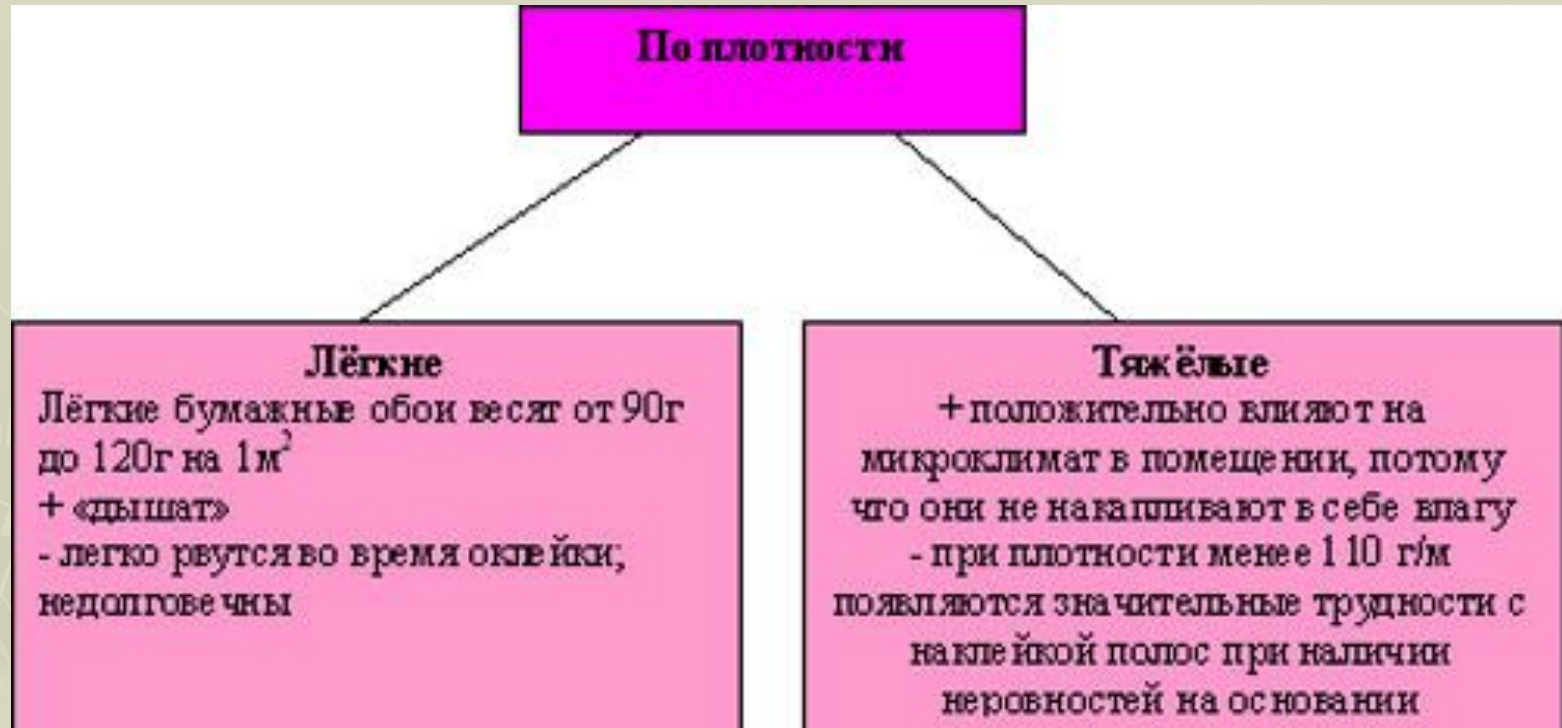 По плотности
Лёгкие
Лёгкие бумажные обои весят от 90г
до 120г на 1м²
+ «дышат»
- легко рвутся во время оклейки;
недолговечны
Тяжёлые
+ положительно влияют на
микроклимат в помещении, потому
что они не накапливают в себе влагу
- при плотности менее 110 г/м
появляются значительные трудности с
наклейкой полос при наличии
неровностей на основании